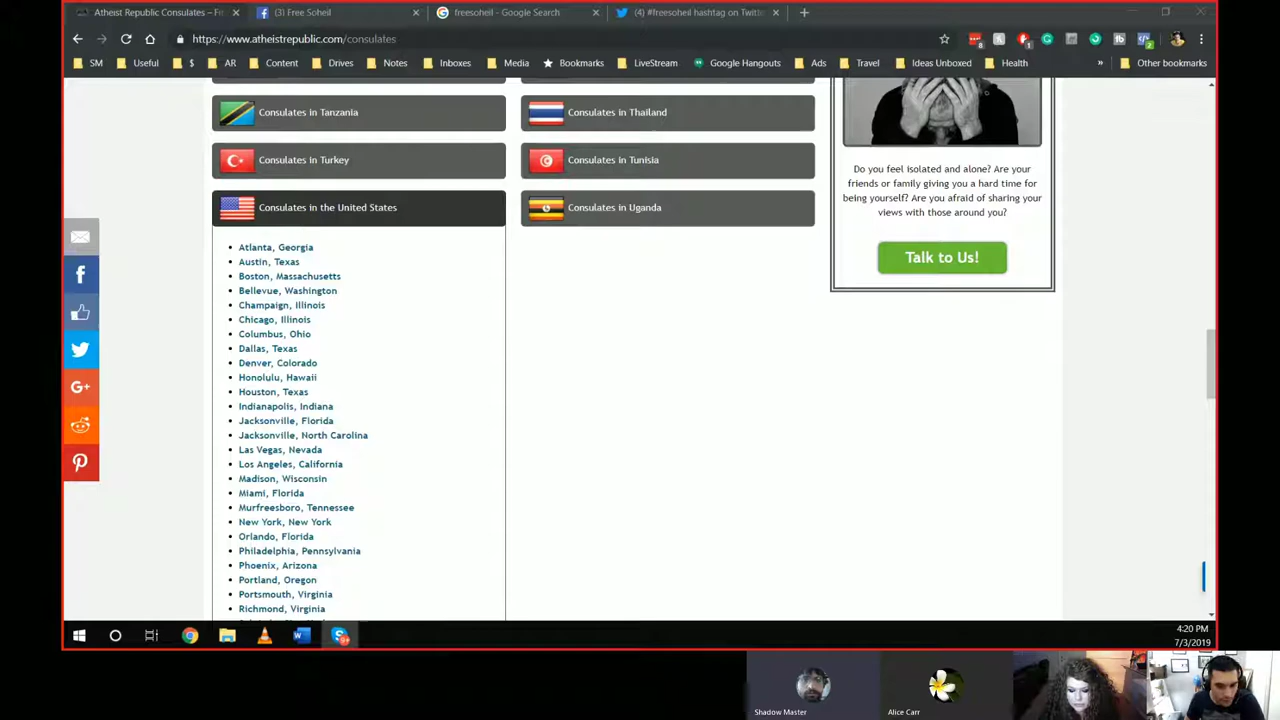 Atheist Republic Consulates – Fr
(3) Free Soheil
freesoheil - Google Search
(4) #freesoheil hashtag on Twitte
https://www.atheistrepublic.com/consulates
SM
Useful
$
AR
Content
Drives
Notes
Inboxes
Media
Bookmarks
LiveStream
Google Hangouts
Ads
Travel
Ideas Unboxed
Health
»
Other bookmarks
Consulates in Tanzania
Consulates in Thailand
Consulates in Turkey
Consulates in Tunisia
Consulates in the United States
Consulates in Uganda
Atlanta, Georgia
Austin, Texas
Boston, Massachusetts
Bellevue, Washington
Champaign, Illinois
Chicago, Illinois
Columbus, Ohio
Dallas, Texas
Denver, Colorado
Honolulu, Hawaii
Houston, Texas
Indianapolis, Indiana
Jacksonville, Florida
Jacksonville, North Carolina
Las Vegas, Nevada
Los Angeles, California
Madison, Wisconsin
Miami, Florida
Murfreesboro, Tennessee
New York, New York
Orlando, Florida
Philadelphia, Pennsylvania
Phoenix, Arizona
Portland, Oregon
Portsmouth, Virginia
Richmond, Virginia
Do you feel isolated and alone? Are your
friends or family giving you a hard time for
being yourself? Are you afraid of sharing your
views with those around you?
Talk to Us!
G+
4:20 PM
7/3/2019
Shadow Master
Alice Carr